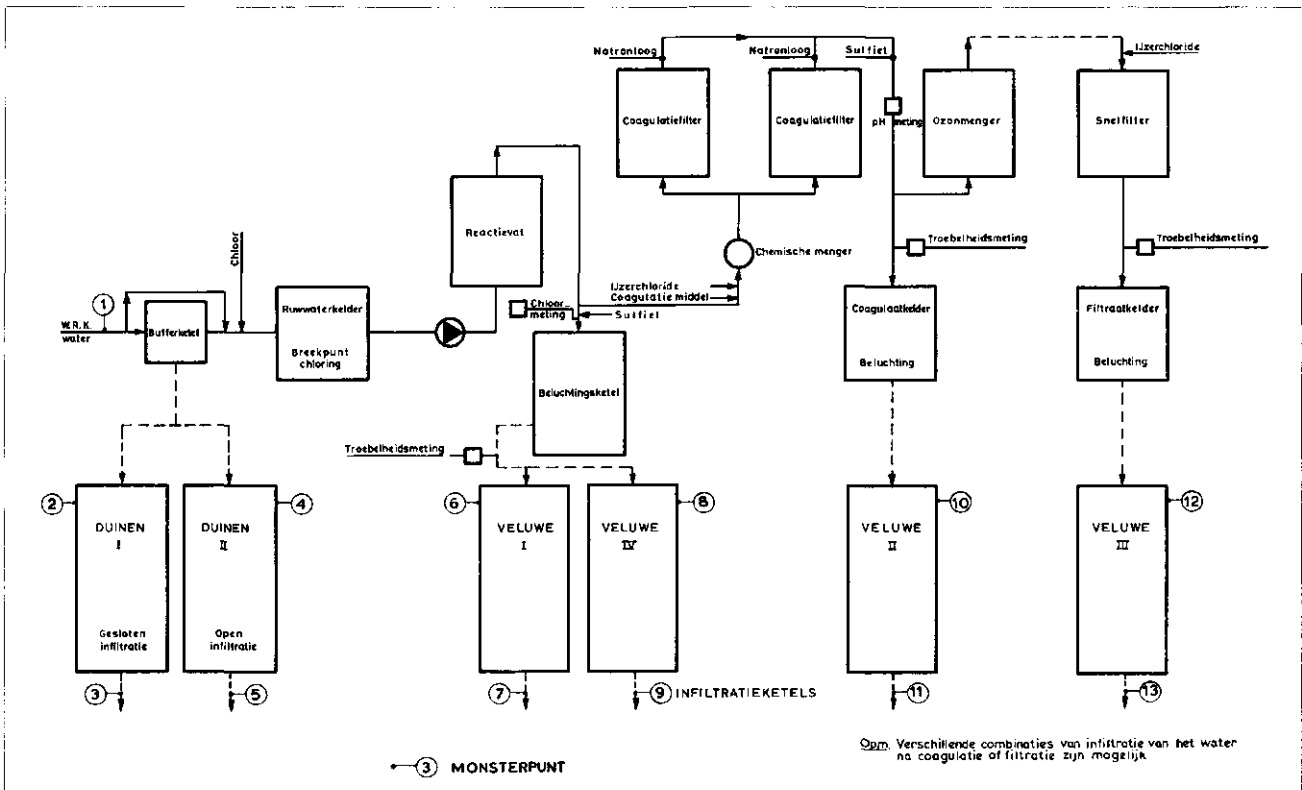 Natronloog
Natronloog
Sulfiet
IJzerchloride
Coagulatiefilter
Coagulatiefilter
pH meting
Ozonmenger
Snelfilter
Reactievat
Chloor
Chemische menger
Troebelheidsmeting
Troebelheidsmeting
1
W.R.K.
water
Bufferketel
Ruwwaterkelder
Breekpunt
chloring
IJzerchloride
Coagulatie middel
Chloor
meting
Sulfiet
Coagulaatkelder
Beluchting
Filtraatkelder
Beluchting
Beluchtingsketel
Troebelheidsmeting
2
DUINEN
I
Gesloten
infiltratie
4
DUINEN
II
Open
infiltratie
6
VELUWE
I
8
VELUWE
IV
10
VELUWE
II
12
VELUWE
III
3
5
7
9
INFILTRATIEKETELS
11
13
3 MONSTERPUNT
Opm. Verschillende combinaties van infiltratie van het water
na coagulatie of filtratie zijn mogelijk